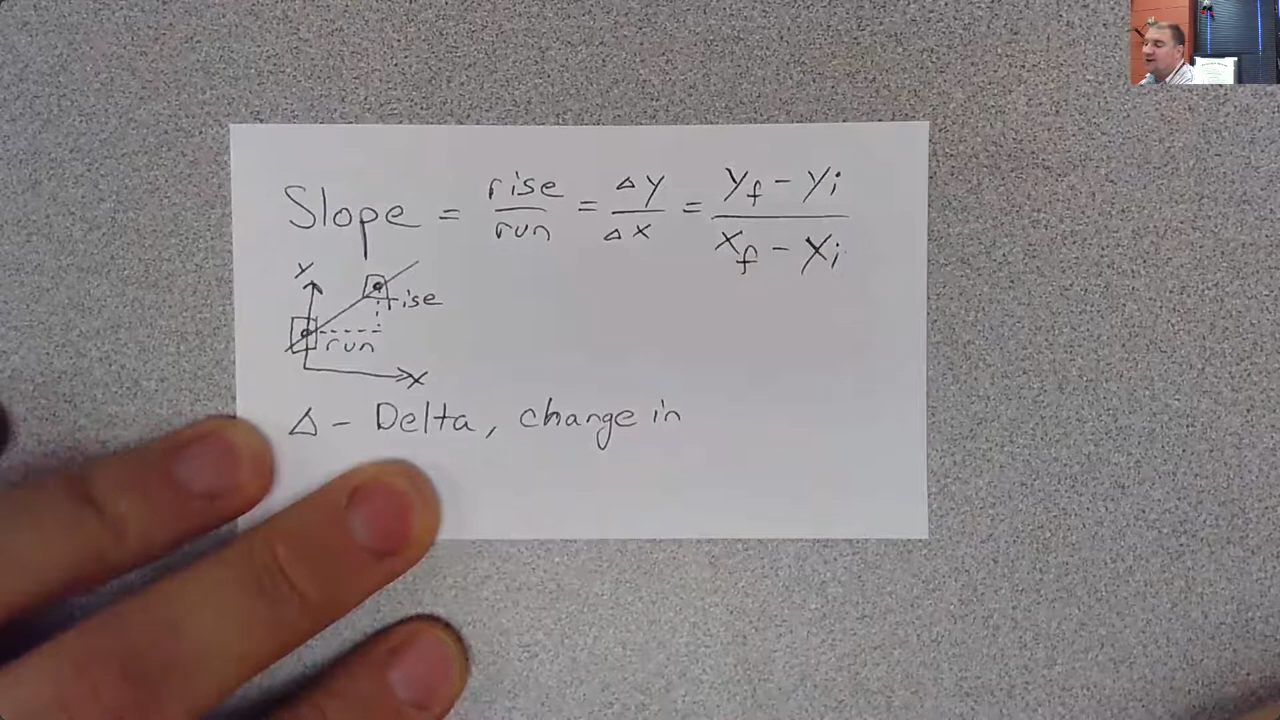 Slope = rise/run = Δy/Δx = (yf - yi)/(xf - xi)
y
rise
run
x
Δ - Delta, change in